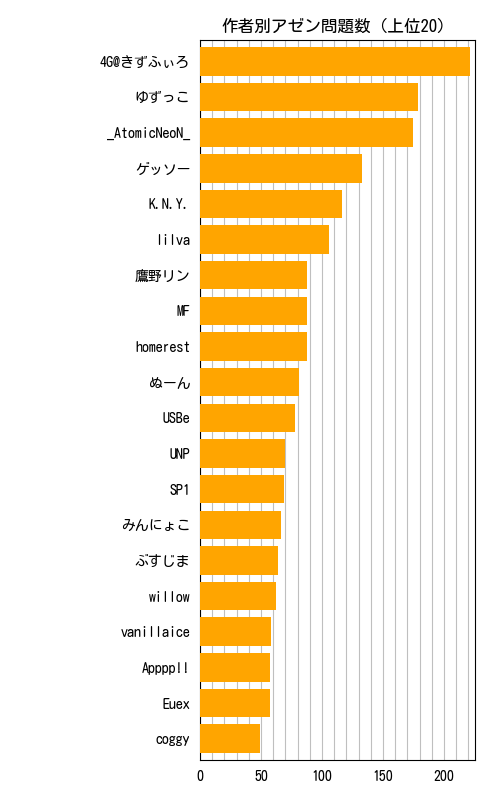 作者別アゼン問題数（上位20）
4G@きずふぃろ
ゆずっこ
_AtomicNeoN_
ゲッソー
K.N.Y.
lilva
鷹野リン
MF
homerest
ぬーん
USBe
UNP
SP1
みんにょこ
ぶすじま
willow
vanillaice
Appppll
Euex
coggy
0 50 100 150 200